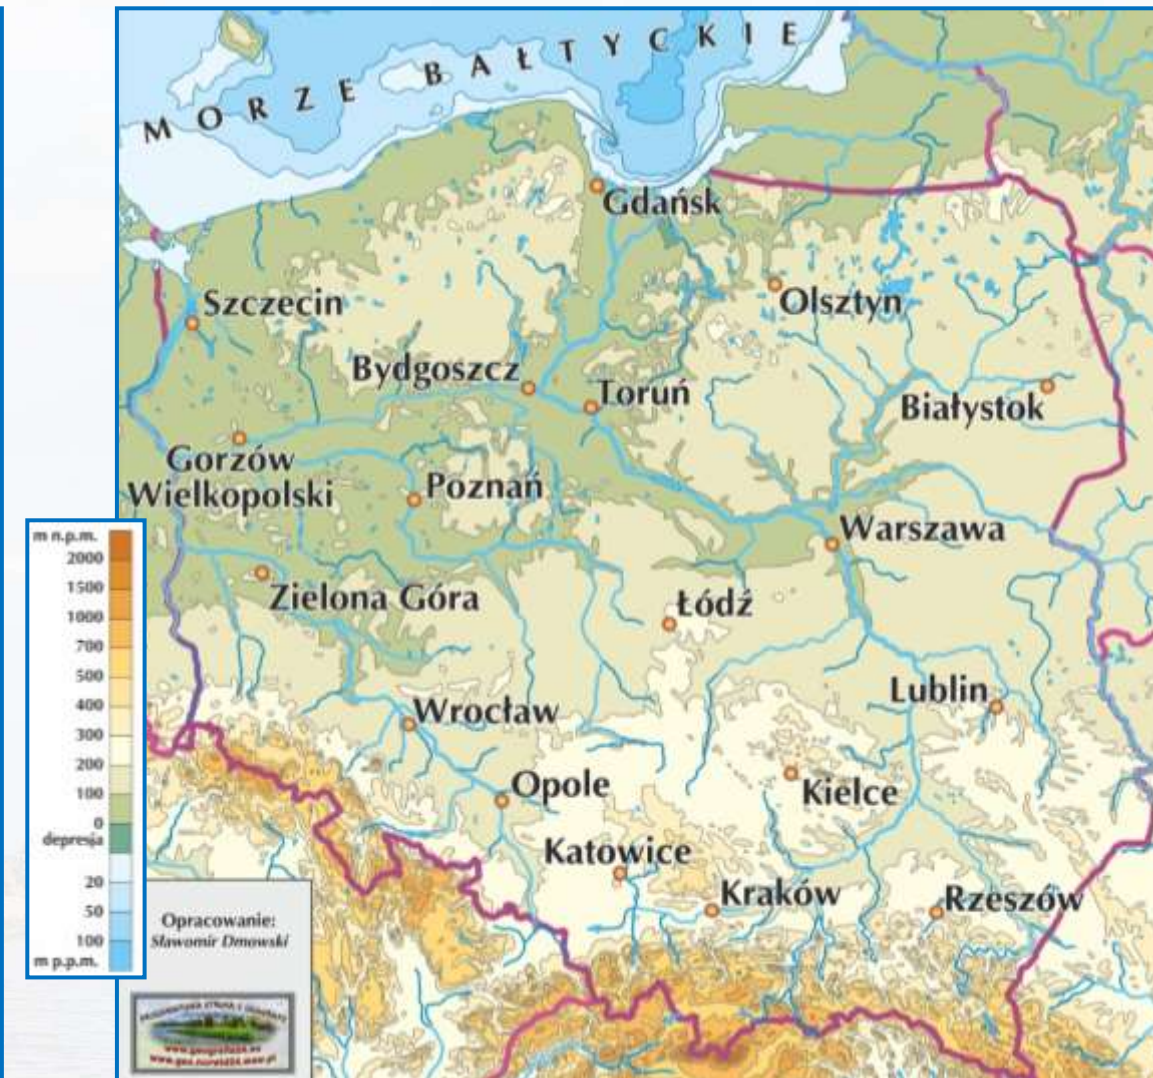 MORZE BAŁTYCKIE
Gdańsk
Szczecin
Olsztyn
Bydgoszcz
Toruń
Białystok
Gorzów
Wielkopolski
Poznań
Warszawa
Zielona Góra
Łódź
Wrocław
Lublin
Opole
Kielce
Katowice
Kraków
Rzeszów
m n.p.m.
2000
1500
1000
700
500
400
300
200
100
0
depresja
20
50
100
m p.p.m.
Opracowanie:
Sławomir Dmowski